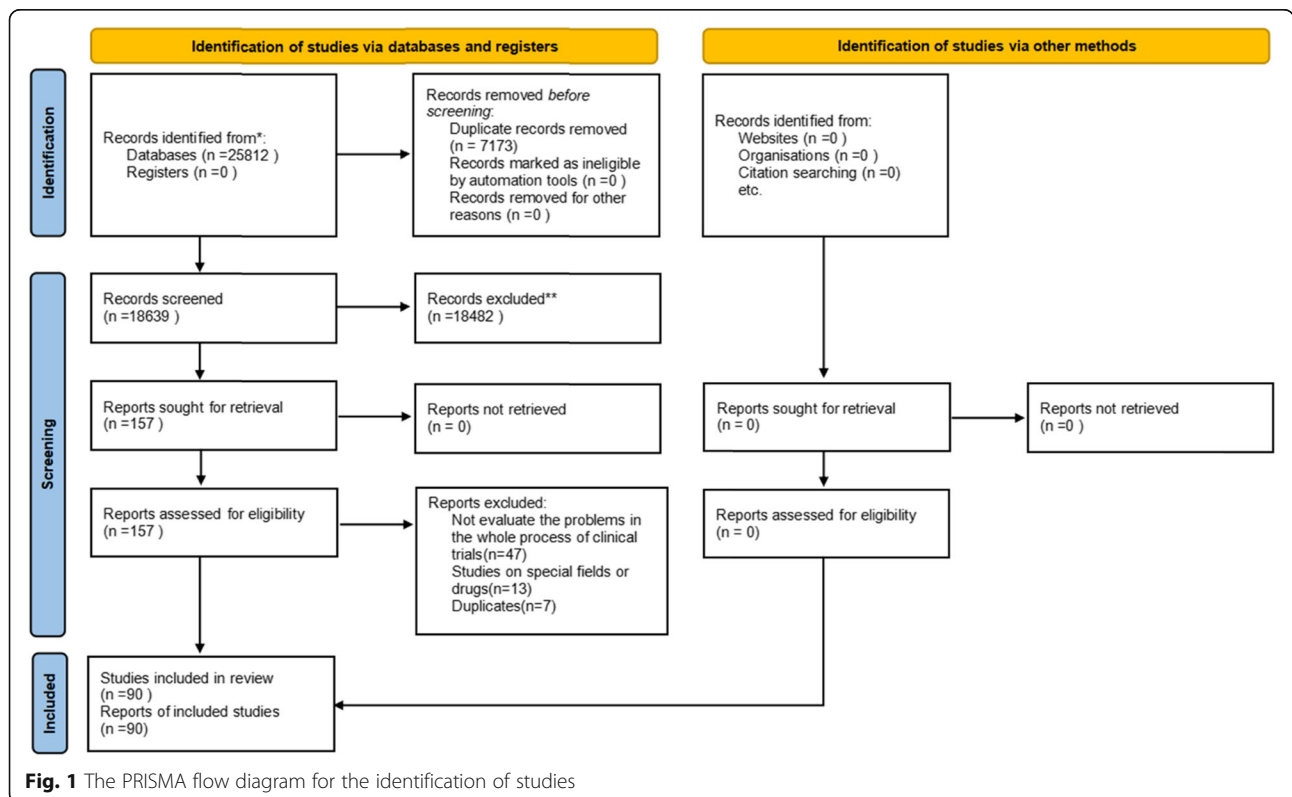 Identification of studies via databases and registers
Identification of studies via other methods
Identification
Records identified from*:
Databases (n =25812 )
Registers (n =0 )
Records removed before
screening:
Duplicate records removed
(n = 7173)
Records marked as ineligible
by automation tools (n =0 )
Records removed for other
reasons (n =0 )
Records identified from:
Websites (n =0 )
Organisations (n =0 )
Citation searching (n =0)
etc.
Screening
Records screened
(n =18639 )
Records excluded**
(n =18482 )
Reports sought for retrieval
(n =157 )
Reports not retrieved
(n = 0)
Reports sought for retrieval
(n = 0)
Reports not retrieved
(n =0 )
Reports assessed for eligibility
(n =157 )
Reports excluded:
Not evaluate the problems in
the whole process of clinical
trials(n=47)
Studies on special fields or
drugs(n=13)
Duplicates(n=7)
Reports assessed for eligibility
(n = 0)
Included
Studies included in review
(n =90 )
Reports of included studies
(n =90)
Fig. 1 The PRISMA flow diagram for the identification of studies